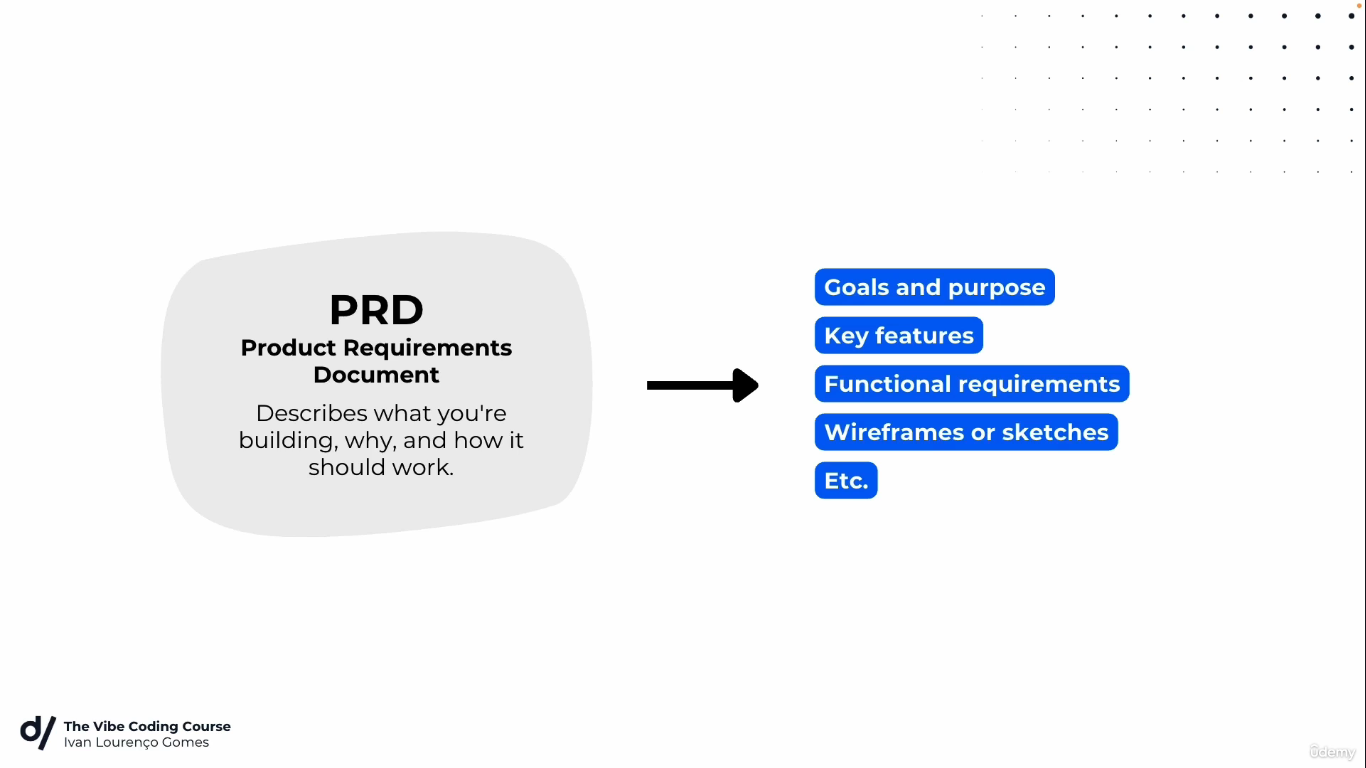 PRD
Product Requirements
Document
Describes what you're
building, why, and how it
should work.
Goals and purpose
Key features
Functional requirements
Wireframes or sketches
Etc.
d/
The Vibe Coding Course
Ivan Lourenço Gomes
ûdemy